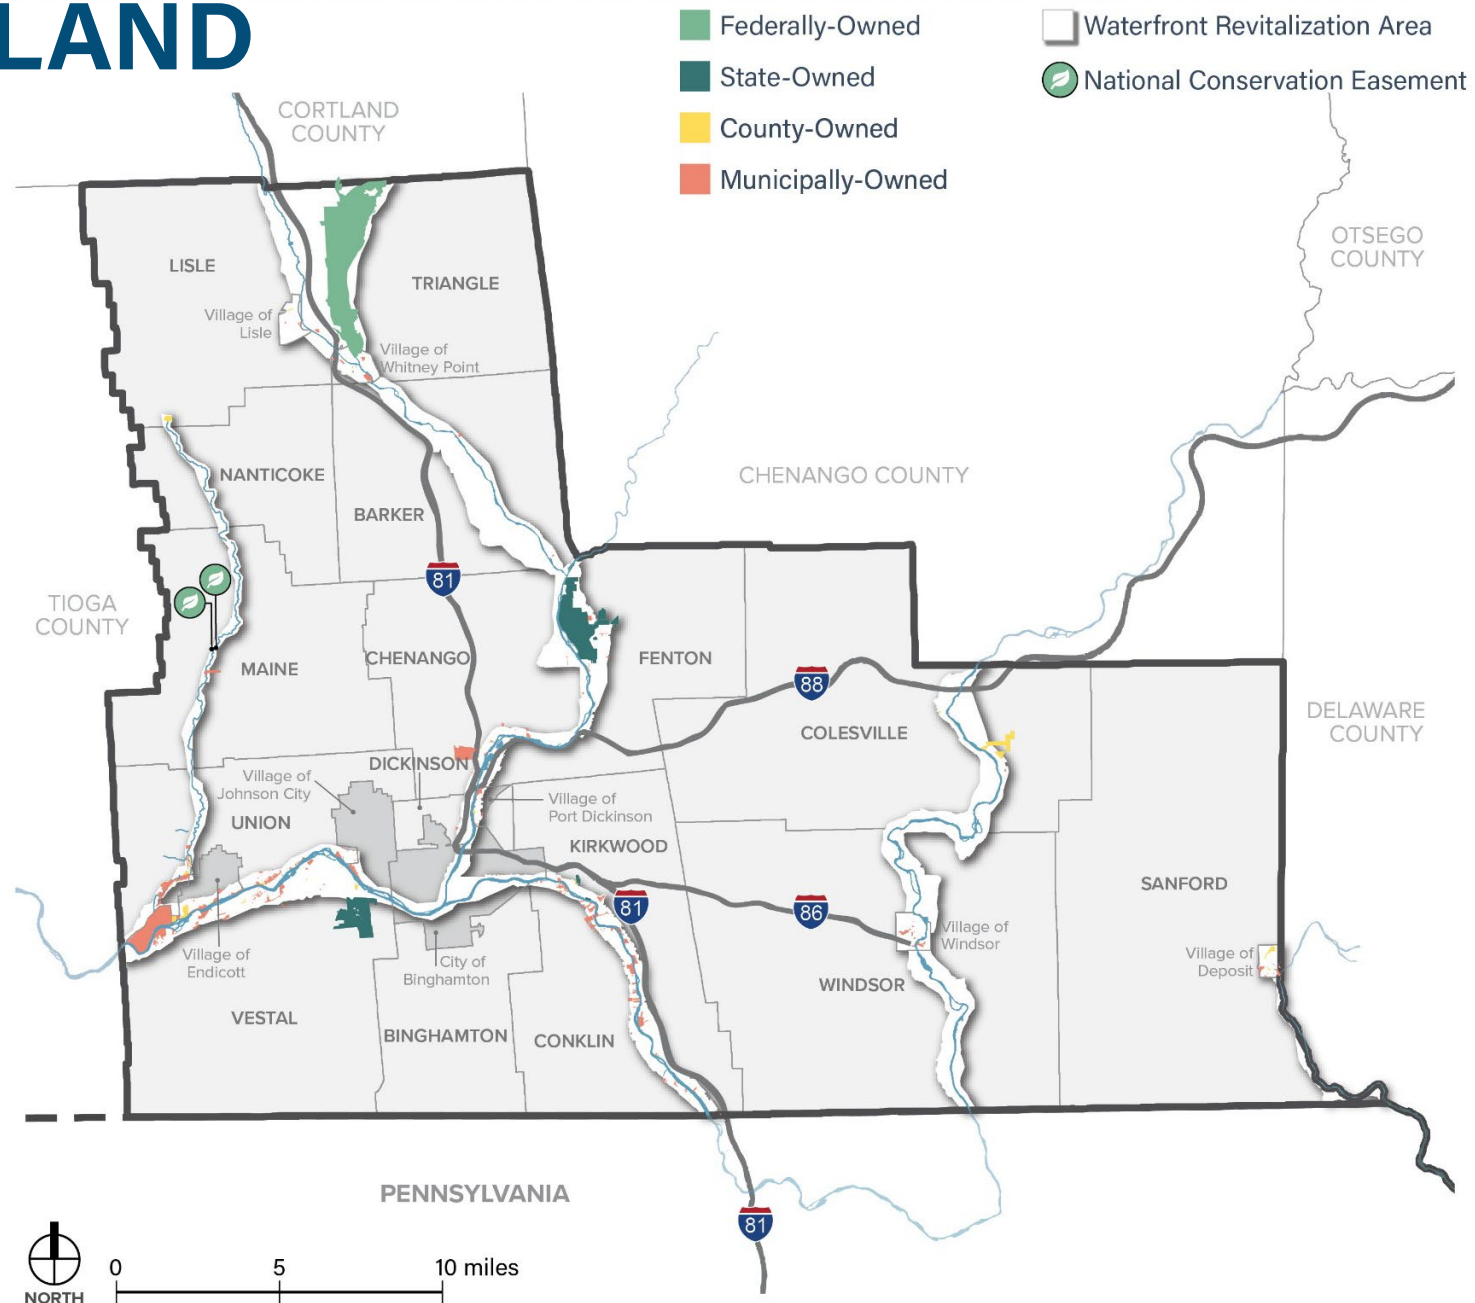 LAND
Federally-Owned
State-Owned
County-Owned
Municipally-Owned
Waterfront Revitalization Area
National Conservation Easement
CORTLAND
COUNTY
OTSEGO
COUNTY
LISLE
TRIANGLE
Village of
Lisle
Village of
Whitney Point
NANTICOKE
BARKER
CHENANGO COUNTY
81
TIOGA
COUNTY
MAINE
CHENANGO
FENTON
88
COLESVILLE
DELAWARE
COUNTY
DICKINSON
Village of
Johnson City
Village of
Port Dickinson
UNION
KIRKWOOD
SANFORD
81
86
Village of
Windsor
Village of
Endicott
City of
Binghamton
Village of
Deposit
WINDSOR
VESTAL
BINGHAMTON
CONKLIN
PENNSYLVANIA
81
NORTH
0
5
10 miles